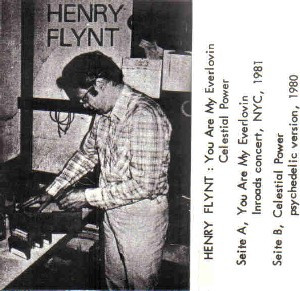 HENRY
FLYNT
HENRY FLYNT : You Are My Everlovin
Celestial Power
Seite A, You Are My Everlovin
Inroads concert, NYC, 1981
Seite B, Celestial Power
psychedelic version, 1980